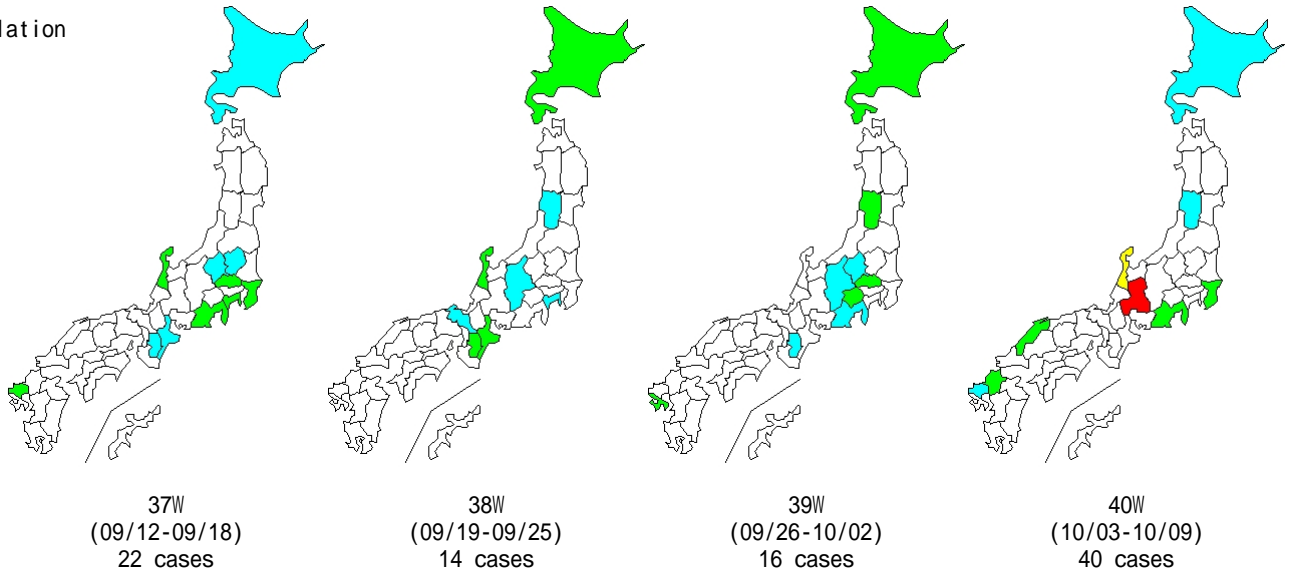 lation
37W
(09/12-09/18)
22 cases
38W
(09/19-09/25)
14 cases
39W
(09/26-10/02)
16 cases
40W
(10/03-10/09)
40 cases